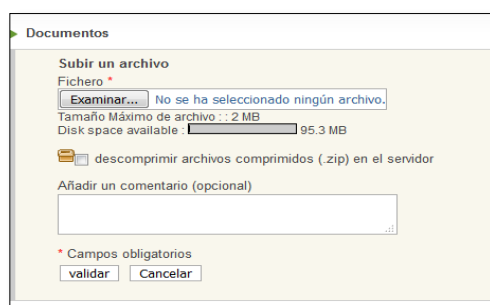 Documentos
Subir un archivo
Fichero *
Examinar... No se ha seleccionado ningún archivo.
Tamaño Máximo de archivo : : 2 MB
Disk space available : 95.3 MB
descomprimir archivos comprimidos (.zip) en el servidor
Añadir un comentario (opcional)
* Campos obligatorios
validar Cancelar